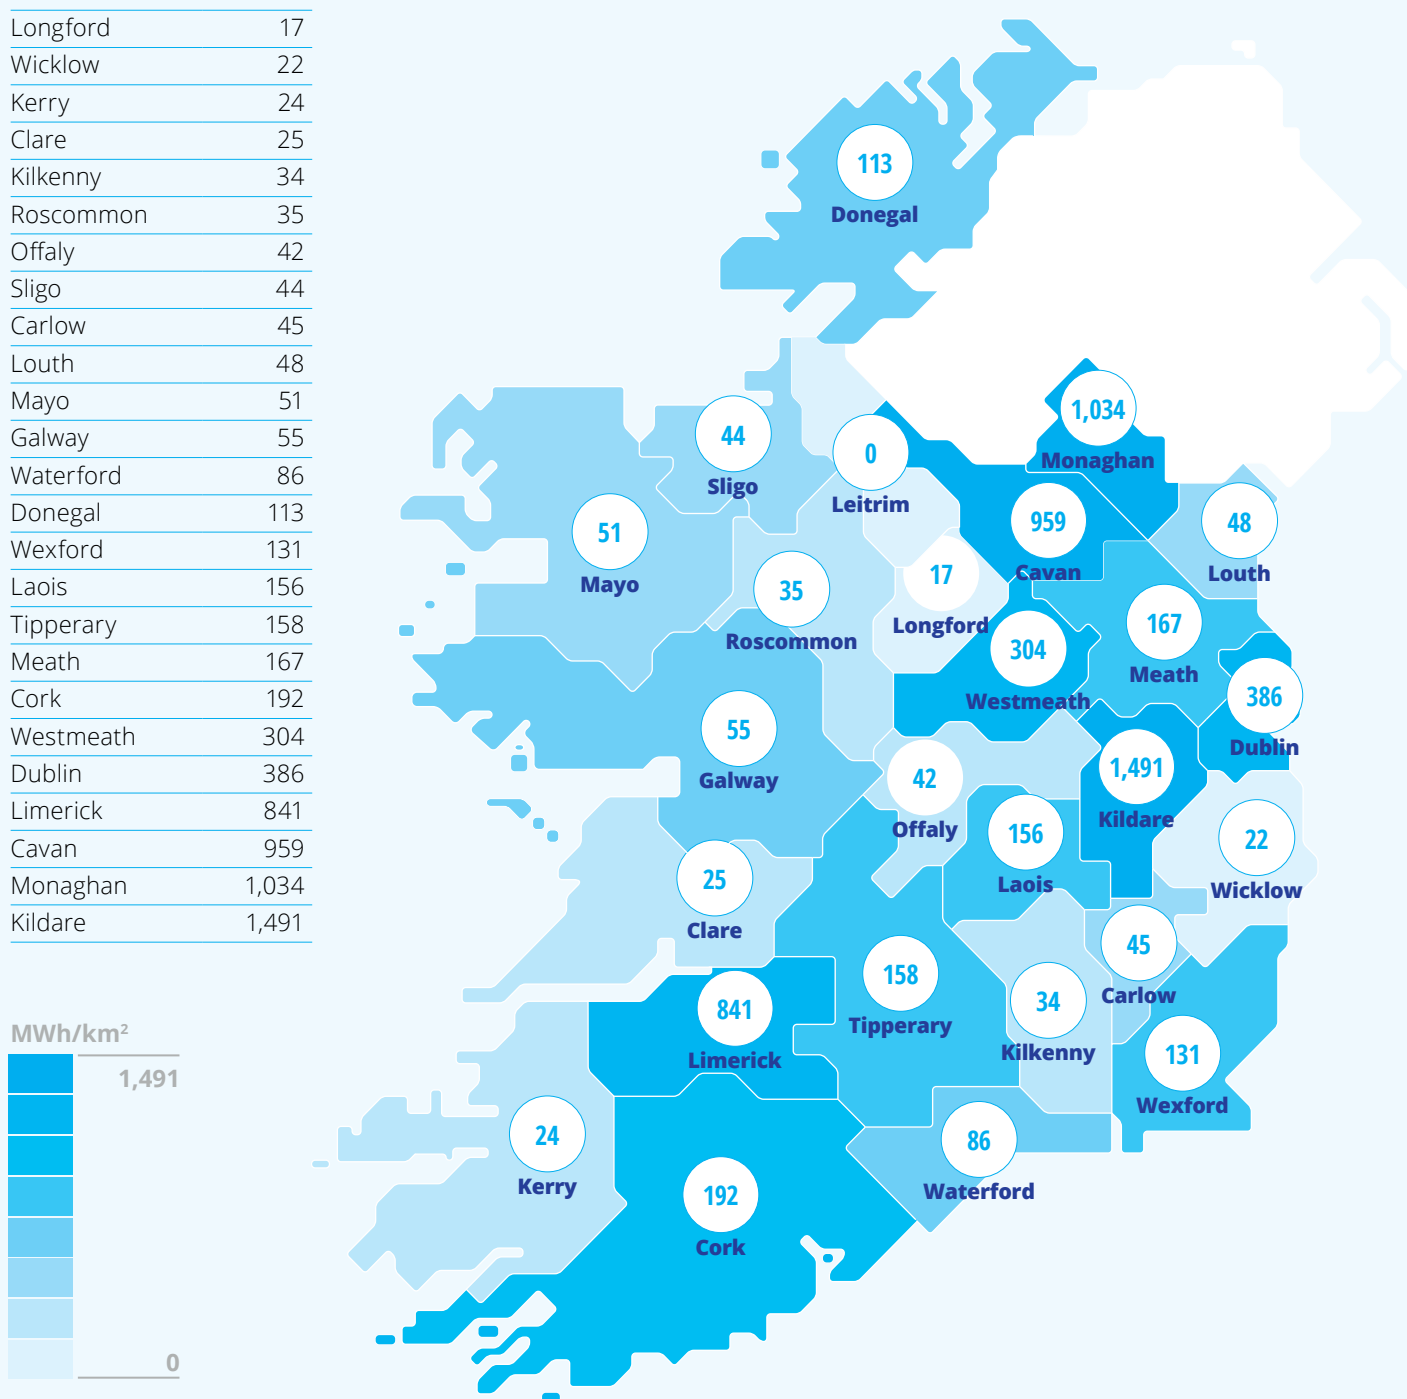 Longford 17
Wicklow 22
Kerry 24
Clare 25
Kilkenny 34
Roscommon 35
Offaly 42
Sligo 44
Carlow 45
Louth 48
Mayo 51
Galway 55
Waterford 86
Donegal 113
Wexford 131
Laois 156
Tipperary 158
Meath 167
Cork 192
Westmeath 304
Dublin 386
Limerick 841
Cavan 959
Monaghan 1,034
Kildare 1,491
MWh/km²
1,491
0
113
Donegal
1,034
Monaghan
44
Sligo
0
Leitrim
959
Cavan
48
Louth
51
Mayo
35
Roscommon
17
Longford
167
Meath
304
Westmeath
386
Dublin
55
Galway
42
Offaly
1,491
Kildare
156
Laois
22
Wicklow
25
Clare
45
Carlow
158
Tipperary
34
Kilkenny
841
Limerick
131
Wexford
24
Kerry
86
Waterford
192
Cork